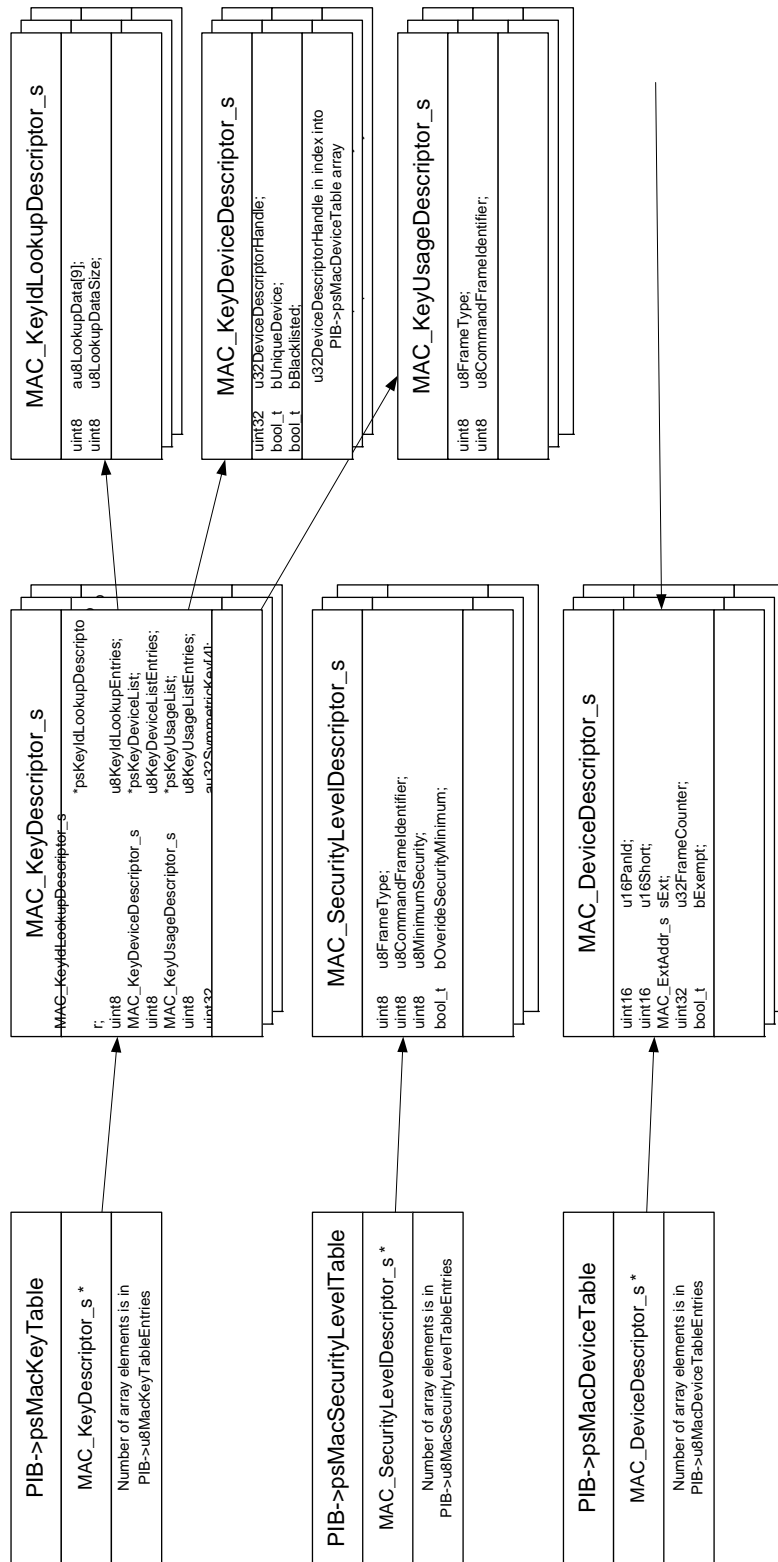 PIB->psMacKeyTable
MAC_KeyDescriptor_s *
Number of array elements is in
PIB->u8MacKeyTableEntries
MAC_KeyDescriptor_s
MAC_KeyIdLookupDescriptor_s
*psKeyIdLookupDescripto
r;
uint8 u8KeyIdLookupEntries;
MAC_KeyDeviceDescriptor_s *psKeyDeviceList;
uint8 u8KeyDeviceListEntries;
MAC_KeyUsageDescriptor_s *psKeyUsageList;
uint8 u8KeyUsageListEntries;
uint32 au32SymmetricKey[4];
MAC_KeyIdLookupDescriptor_s
uint8 au8LookupData[9];
uint8 u8LookupDataSize;
MAC_KeyDeviceDescriptor_s
uint32 u32DeviceDescriptorHandle;
bool_t bUniqueDevice;
bool_t bBlacklisted;
u32DeviceDescriptorHandle in index into
PIB->psMacDeviceTable array
MAC_KeyUsageDescriptor_s
uint8 u8FrameType;
uint8 u8CommandFrameIdentifier;
PIB->psMacSecurityLevelTable
MAC_SecurityLevelDescriptor_s *
Number of array elements is in
PIB->u8MacSecuirtyLevelTableEntries
MAC_SecurityLevelDescriptor_s
uint8 u8FrameType;
uint8 u8CommandFrameIdentifier;
uint8 u8MinimumSecurity;
bool_t bOverideSecurityMinimum;
PIB->psMacDeviceTable
MAC_DeviceDescriptor_s *
Number of array elements is in
PIB->u8MacDeviceTableEntries
MAC_DeviceDescriptor_s
uint16 u16PanId;
uint16 u16Short;
MAC_ExtAddr_s sExt;
uint32 u32FrameCounter;
bool_t bExempt;